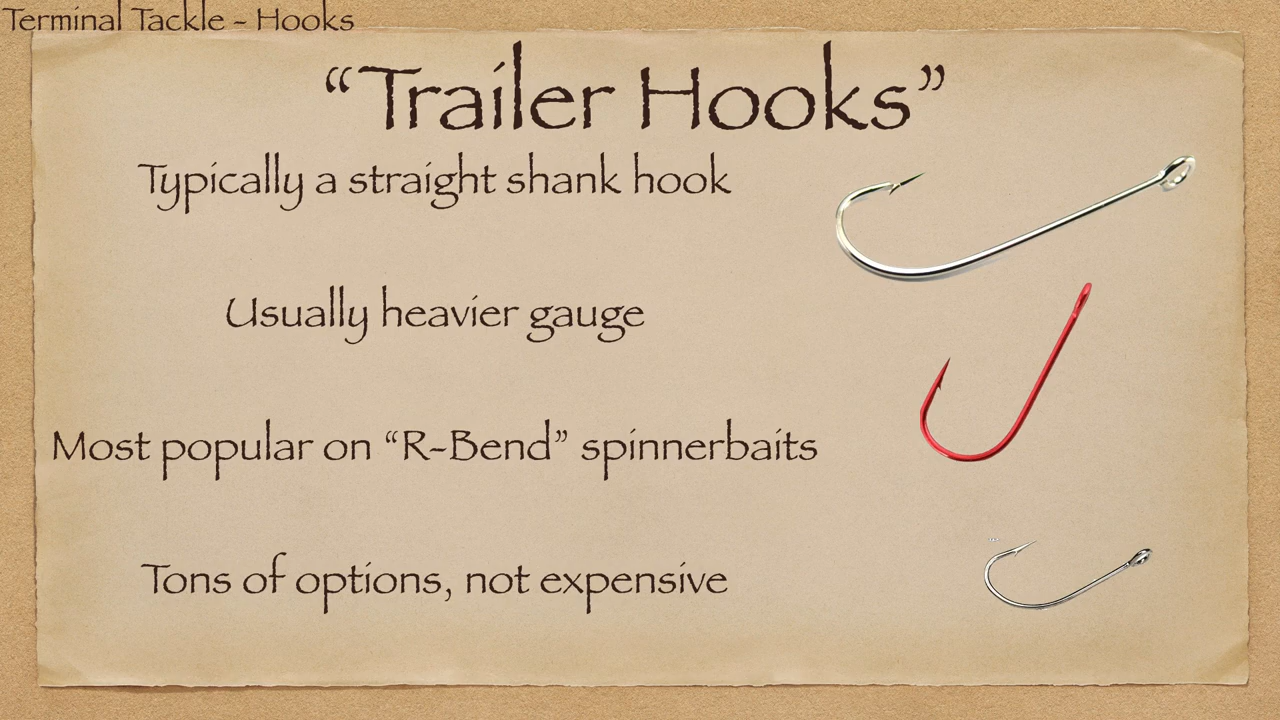 Terminal Tackle - Hooks
“Trailer Hooks”
Typically a straight shank hook
Usually heavier gauge
Most popular on “R-Bend” spinnerbaits
Tons of options, not expensive